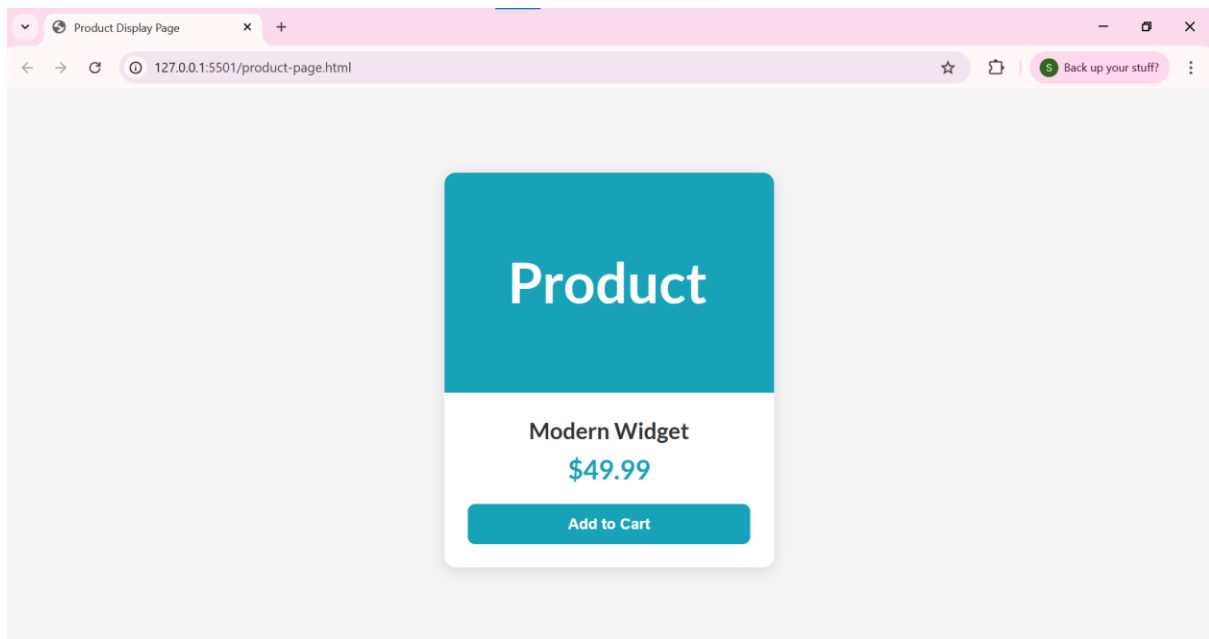 Product Display Page
127.0.0.1:5501/product-page.html
S Back up your stuff?
Product
Modern Widget
$49.99
Add to Cart